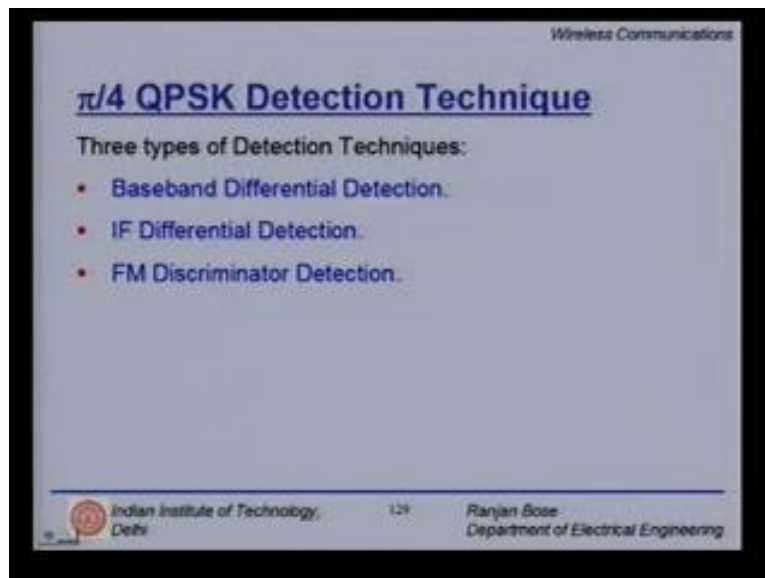 Wireless Communications
π/4 QPSK Detection Technique
Three types of Detection Techniques:
• Baseband Differential Detection.
• IF Differential Detection.
• FM Discriminator Detection.
Indian Institute of Technology, Delhi
129
Ranjan Bose
Department of Electrical Engineering